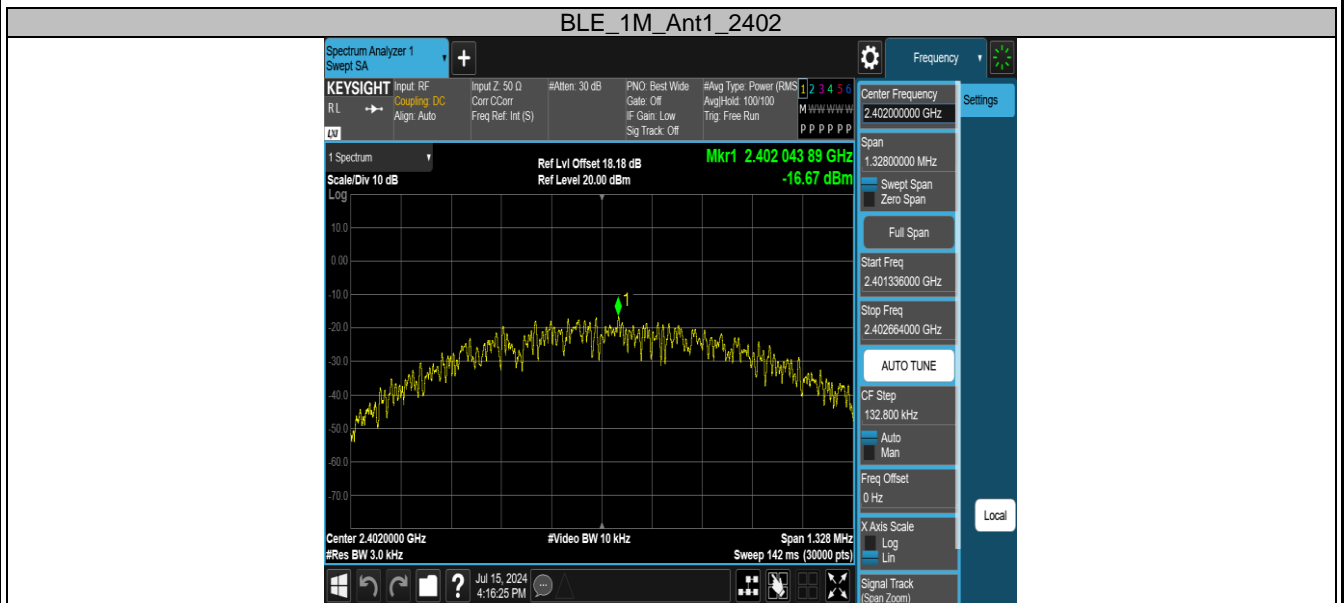 BLE_1M_Ant1_2402
Spectrum Analyzer 1
Swept SA
Frequency
KEYSIGHT
RL
LXI
Input: RF
Coupling: DC
Align: Auto
Input Z: 50 Ω
Corr CCorr
Freq Ref: Int (S)
#Atten: 30 dB
PNO: Best Wide
Gate: Off
IF Gain: Low
Sig Track: Off
#Avg Type: Power (RMS
Avg|Hold: 100/100
Trig: Free Run
1 2 3 4 5 6
M W W W W W
P P P P P P
1 Spectrum
Scale/Div 10 dB
Log
Ref Lvl Offset 18.18 dB
Ref Level 20.00 dBm
Mkr1 2.402 043 89 GHz
-16.67 dBm
10.0
0.00
-10.0
-20.0
-30.0
-40.0
-50.0
-60.0
-70.0
1
Center 2.4020000 GHz
#Res BW 3.0 kHz
#Video BW 10 kHz
Span 1.328 MHz
Sweep 142 ms (30000 pts)
Jul 15, 2024
4:16:25 PM
Center Frequency
2.402000000 GHz
Settings
Span
1.32800000 MHz
Swept Span
Zero Span
Full Span
Start Freq
2.401336000 GHz
Stop Freq
2.402664000 GHz
AUTO TUNE
CF Step
132.800 kHz
Auto
Man
Freq Offset
0 Hz
X Axis Scale
Log
Lin
Local
Signal Track
(Span Zoom)